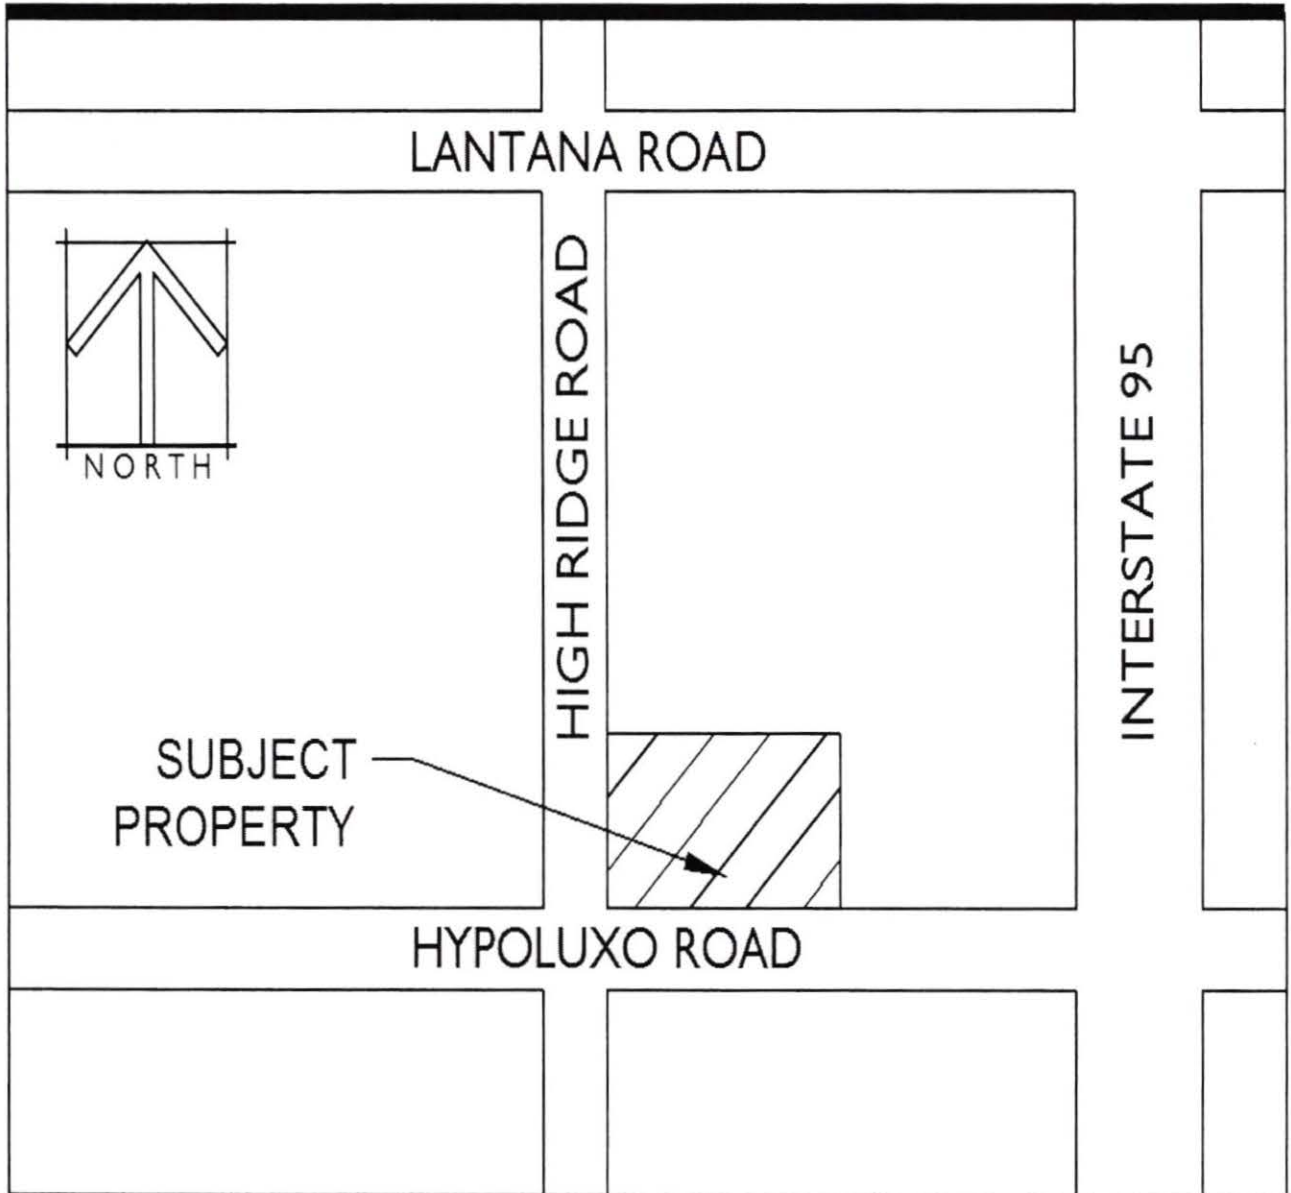 LANTANA ROAD
NORTH
HIGH RIDGE ROAD
INTERSTATE 95
SUBJECT
PROPERTY
HYPOLUXO ROAD